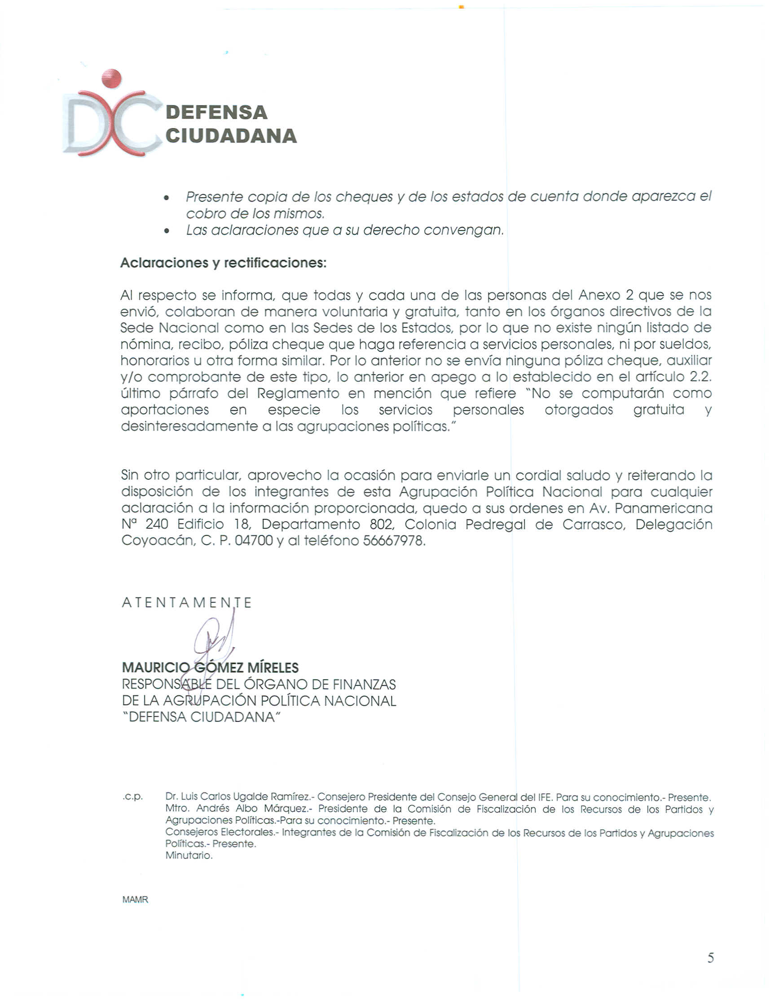 DC DEFENSA
CIUDADANA
• Presente copia de los cheques y de los estados de cuenta donde aparezca el
cobro de los mismos.
• Las aclaraciones que a su derecho convengan.
Aclaraciones y rectificaciones:
Al respecto se informa, que todas y cada una de las personas del Anexo 2 que se nos
envió, colaboran de manera voluntaria y gratuita, tanto en los órganos directivos de la
Sede Nacional como en las Sedes de los Estados, por lo que no existe ningún listado de
nómina, recibo, póliza cheque que haga referencia a servicios personales, ni por sueldos,
honorarios u otra forma similar. Por lo anterior no se envía ninguna póliza cheque, auxiliar
y/o comprobante de este tipo, lo anterior en apego a lo establecido en el artículo 2.2.
último párrafo del Reglamento en mención que refiere “No se computarán como
aportaciones en especie los servicios personales otorgados gratuita y
desinteresadamente a las agrupaciones políticas.”
Sin otro particular, aprovecho la ocasión para enviarle un cordial saludo y reiterando la
disposición de los integrantes de esta Agrupación Política Nacional para cualquier
aclaración a la información proporcionada, quedo a sus ordenes en Av. Panamericana
Nª 240 Edificio 18, Departamento 802, Colonia Pedregal de Carrasco, Delegación
Coyoacán, C. P. 04700 y al teléfono 56667978.
A T E N T A M E N T E
MAURICIO GÓMEZ MÍRELES
RESPONSABLE DEL ÓRGANO DE FINANZAS
DE LA AGRUPACIÓN POLÍTICA NACIONAL
“DEFENSA CIUDADANA”
.c.p. Dr. Luis Carlos Ugalde Ramírez.- Consejero Presidente del Consejo General del IFE. Para su conocimiento.- Presente.
Mtro. Andrés Albo Márquez.- Presidente de la Comisión de Fiscalización de los Recursos de los Partidos y
Agrupaciones Políticas.-Para su conocimiento.- Presente.
Consejeros Electorales.- Integrantes de la Comisión de Fiscalización de los Recursos de los Partidos y Agrupaciones
Políticas.- Presente.
Minutario.
MAMR
5